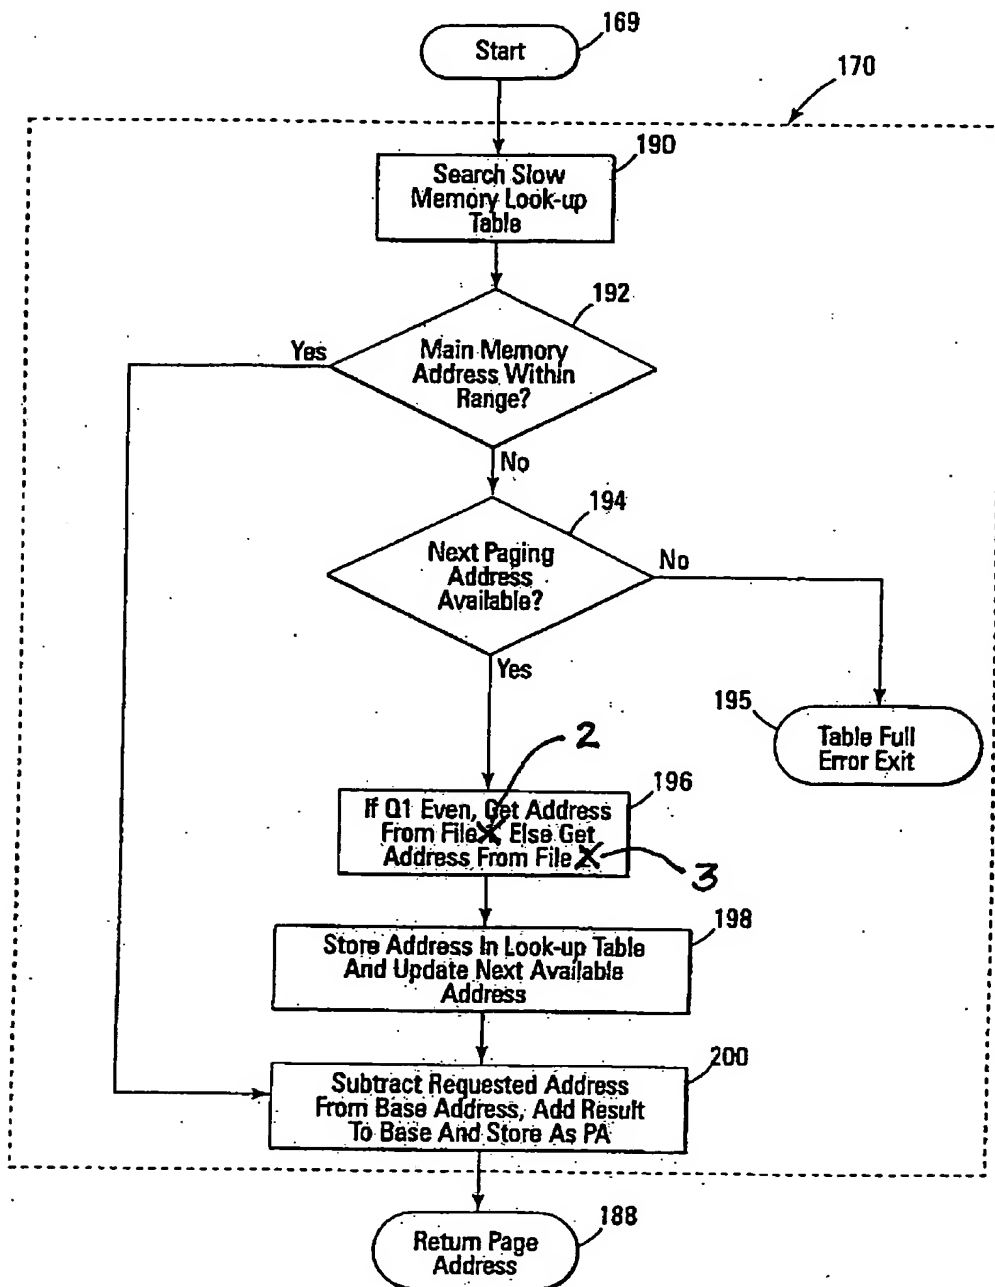 169
Start
170
190
Search Slow
Memory Look-up
Table
192
Yes
Main Memory
Address Within
Range?
No
194
Next Paging
Address
Available?
No
Yes
195
Table Full
Error Exit
2
196
If Q1 Even, Get Address
From File Else Get
Address From File
3
198
Store Address In Look-up Table
And Update Next Available
Address
200
Subtract Requested Address
From Base Address, Add Result
To Base And Store As PA
188
Return Page
Address